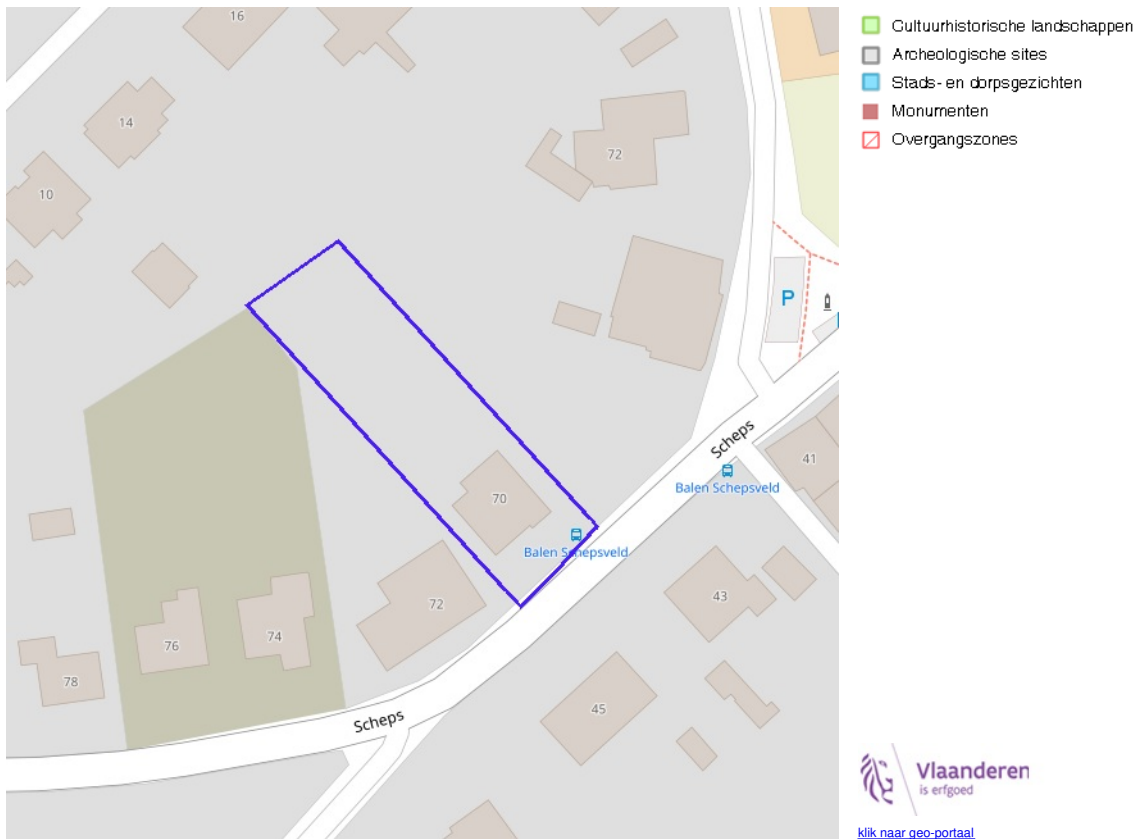 16
14
10
72
P
Scheps
41
Balen Schepsveld
70
Balen Schepsveld
72
43
76
74
78
45
Scheps
Cultuurhistorische landschappen
Archeologische sites
Stads- en dorpsgezichten
Monumenten
Overgangszones
Vlaanderen
is erfgoed
klik naar geo-portaal